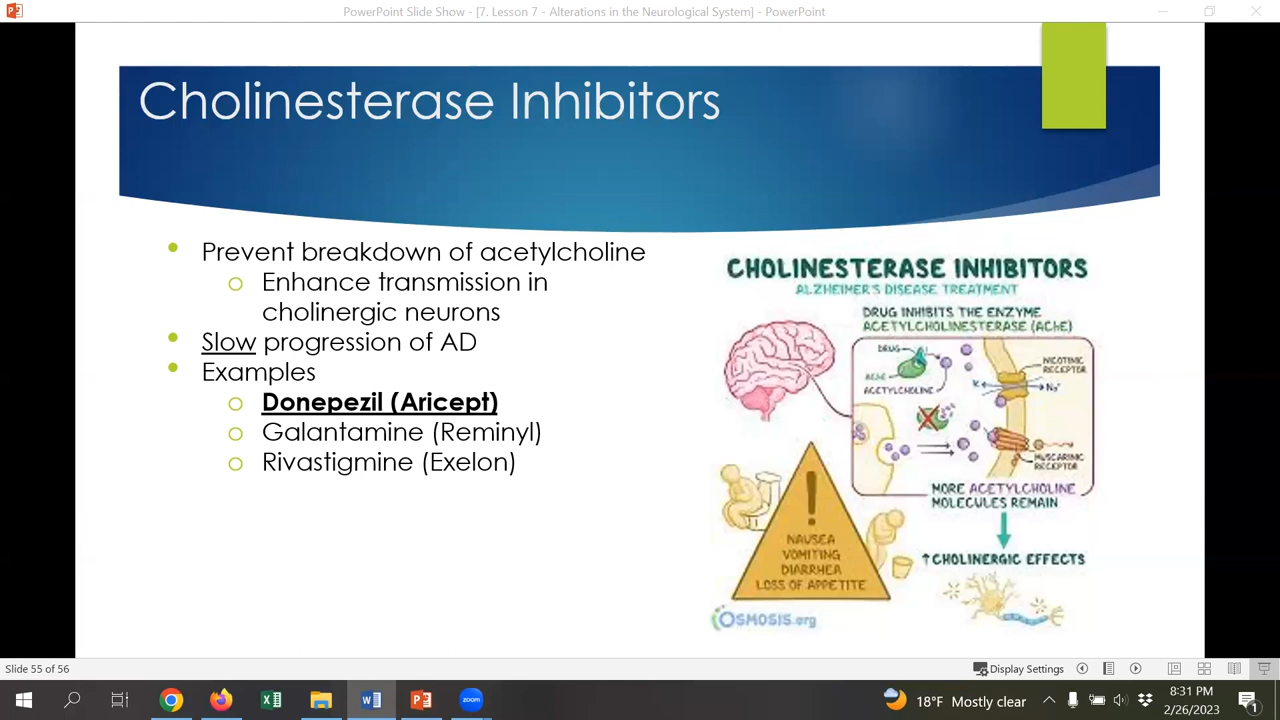 PowerPoint Slide Show - [7. Lesson 7 - Alterations in the Neurological System] - PowerPoint
Cholinesterase Inhibitors
• Prevent breakdown of acetylcholine
o Enhance transmission in
cholinergic neurons
• Slow progression of AD
• Examples
o Donepezil (Aricept)
o Galantamine (Reminyl)
o Rivastigmine (Exelon)
CHOLINESTERASE INHIBITORS
ALZHEIMER'S DISEASE TREATMENT
DRUG INHIBITS THE ENZYME
ACETYLCHOLINESTERASE (AChE)
DRUG
AChE
ACETYLCHOLINE
NICOTINIC
RECEPTOR
K+
Na+
MUSCARINIC
RECEPTOR
MORE ACETYLCHOLINE
MOLECULES REMAIN
↑ CHOLINERGIC EFFECTS
!
NAUSEA
VOMITING
DIARRHEA
LOSS OF APPETITE
OSMOSIS.org
Slide 55 of 56
Display Settings
zoom
18°F Mostly clear
8:31 PM
2/26/2023
1